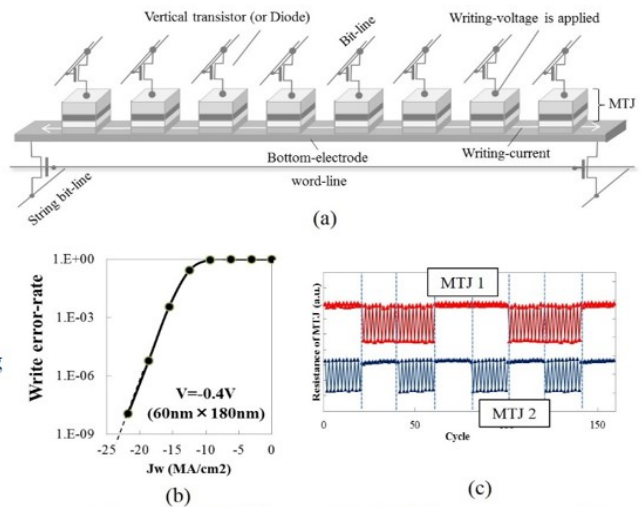 Vertical transistor (or Diode)
Bit-line
Writing-voltage is applied
MTJ
Bottom-electrode
Writing-current
String bit-line
word-line
(a)
Write error-rate
1.E+00
1.E-03
1.E-06
1.E-09
V=-0.4V
(60nm × 180nm)
-25 -20 -15 -10 -5 0
Jw (MA/cm2)
(b)
Resistance of MTJ (a.u.)
MTJ 1
MTJ 2
0 50 150
Cycle
(c)